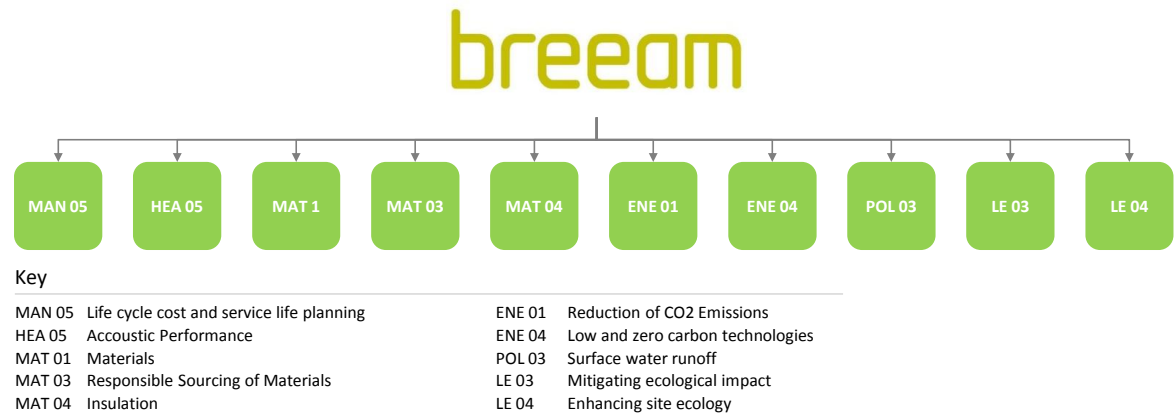 breeam
MAN 05 HEA 05 MAT 1 MAT 03 MAT 04 ENE 01 ENE 04 POL 03 LE 03 LE 04
Key
MAN 05 Life cycle cost and service life planning
HEA 05 Accoustic Performance
MAT 01 Materials
MAT 03 Responsible Sourcing of Materials
MAT 04 Insulation
ENE 01 Reduction of CO2 Emissions
ENE 04 Low and zero carbon technologies
POL 03 Surface water runoff
LE 03 Mitigating ecological impact
LE 04 Enhancing site ecology